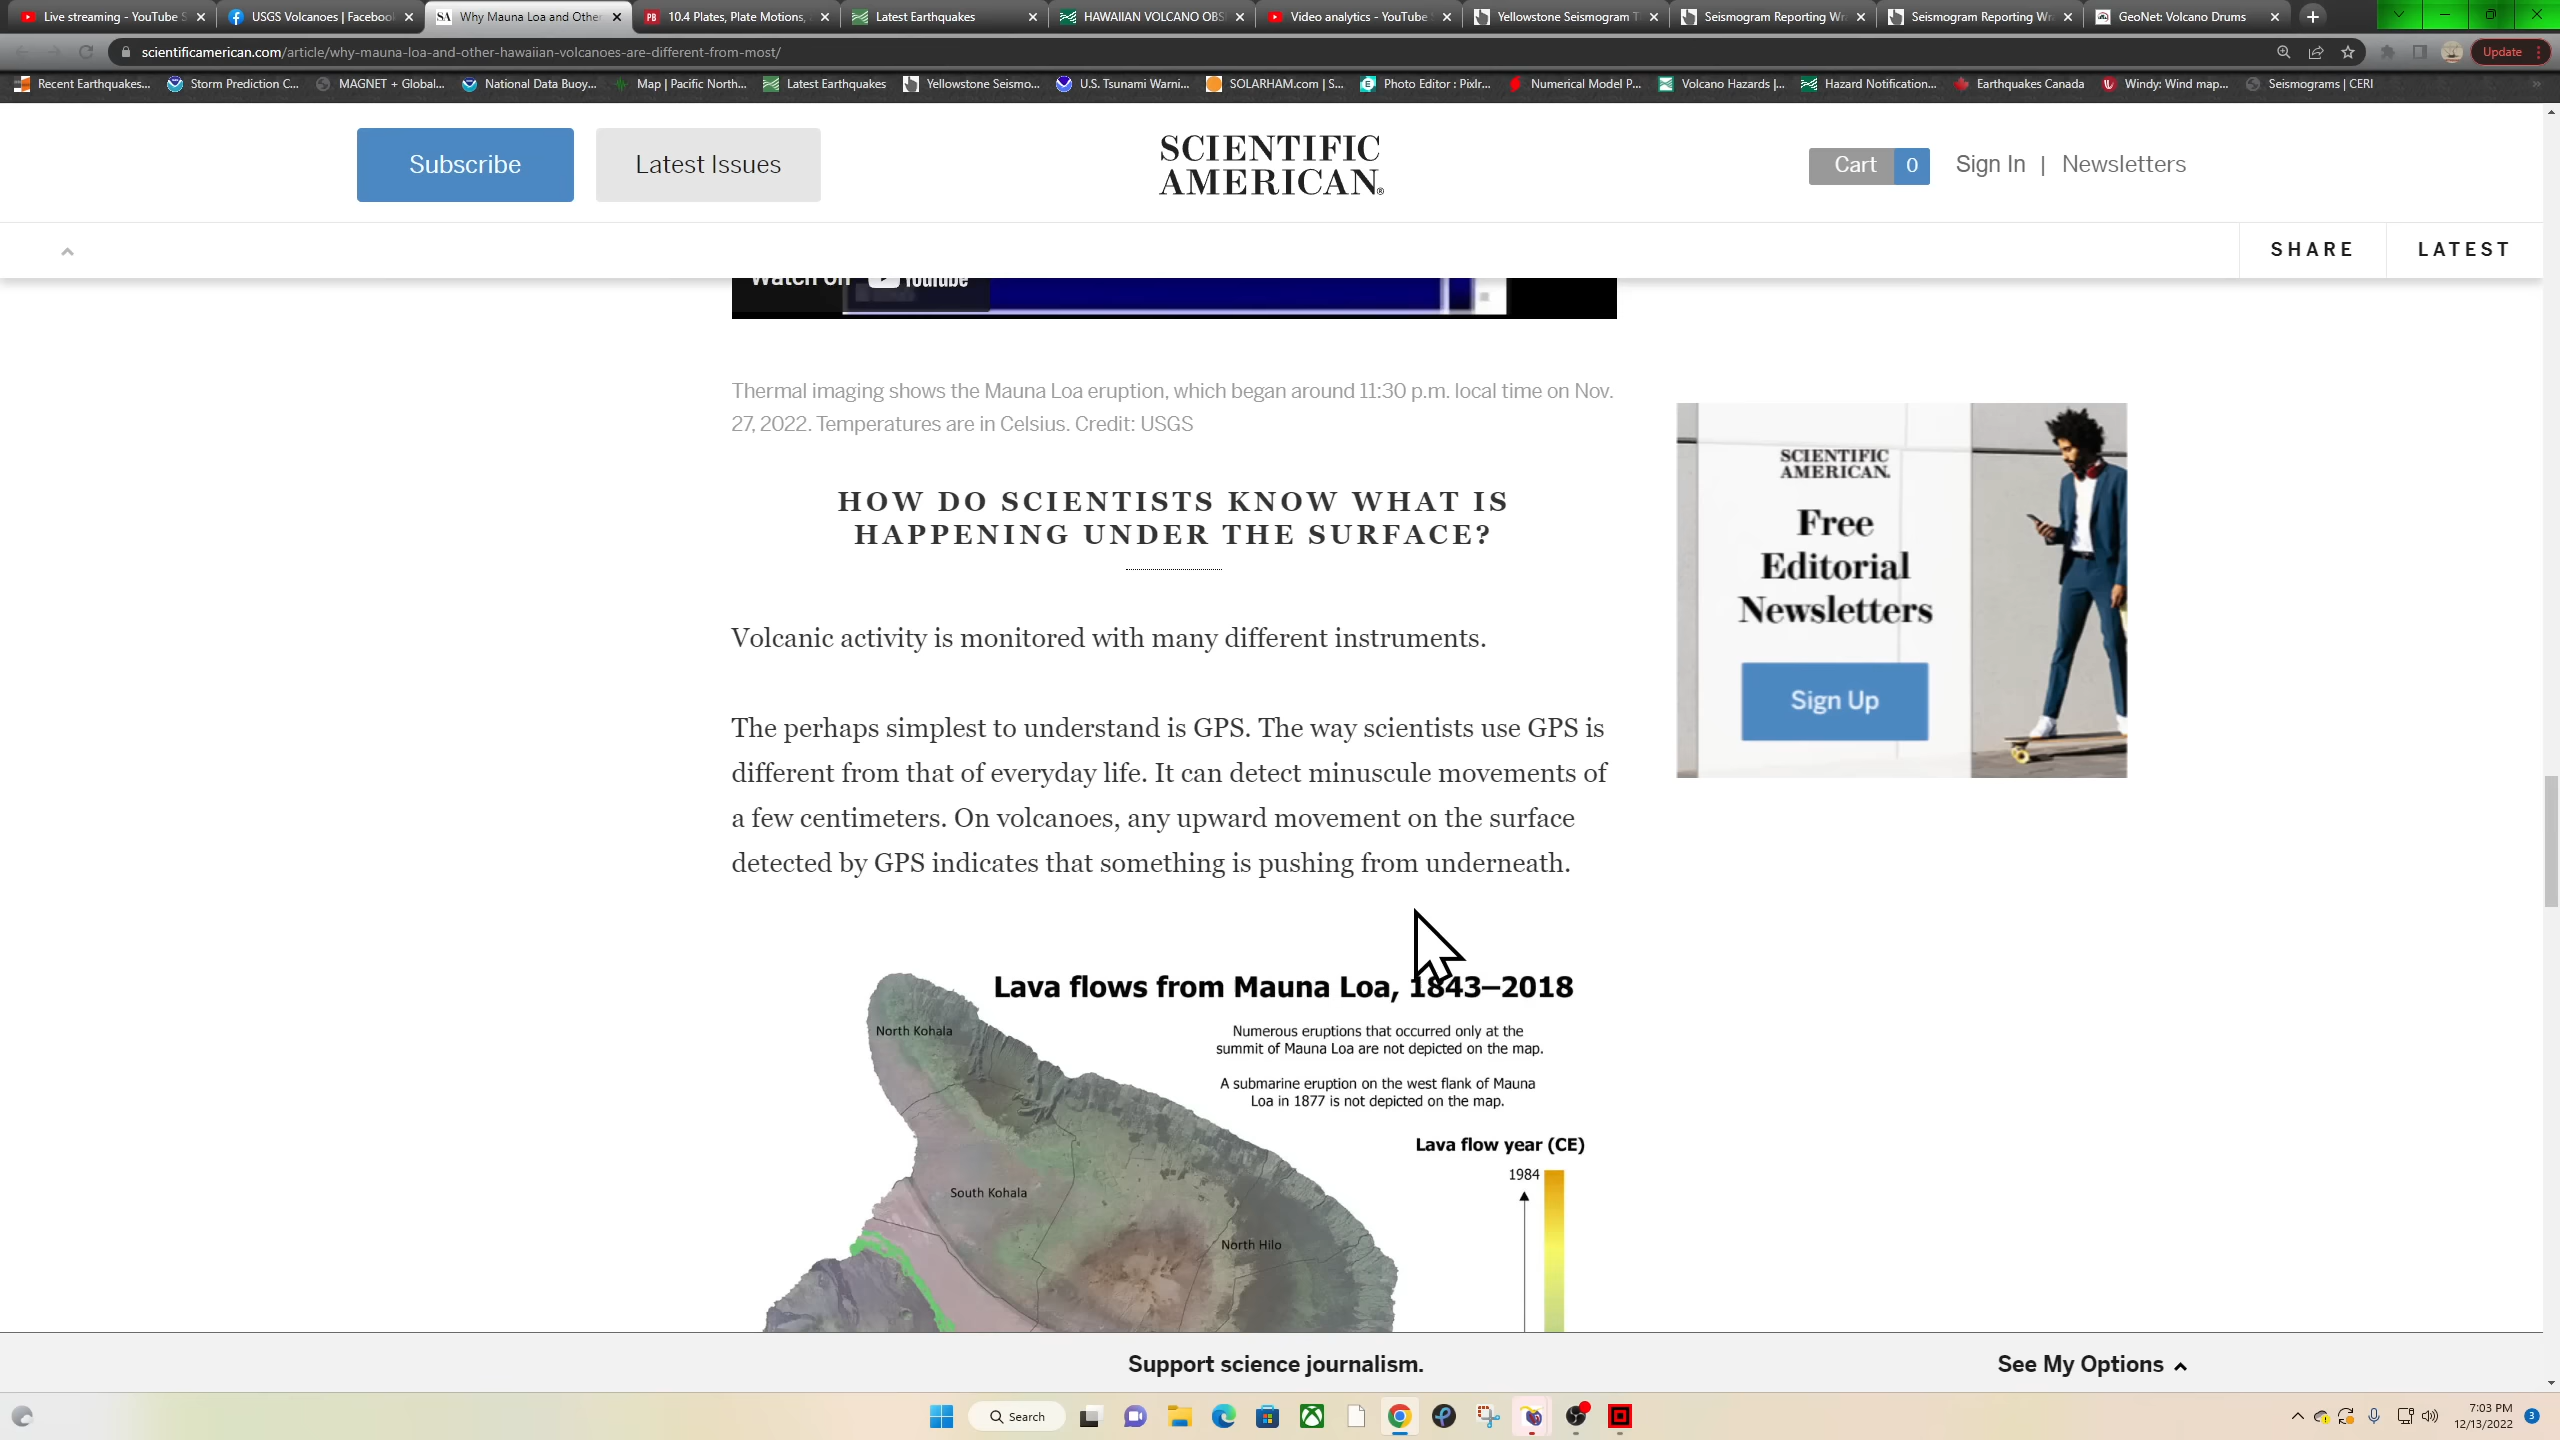 Live streaming - YouTube S
USGS Volcanoes | Facebook
SA Why Mauna Loa and Other
PB 10.4 Plates, Plate Motions,
Latest Earthquakes
HAWAIIAN VOLCANO OBS
Video analytics - YouTube
Yellowstone Seismogram
Seismogram Reporting Wr
Seismogram Reporting Wr
GeoNet: Volcano Drums
scientificamerican.com/article/why-mauna-loa-and-other-hawaiian-volcanoes-are-different-from-most/
Update
Recent Earthquakes...
Storm Prediction C...
MAGNET + Global...
National Data Buoy...
Map | Pacific North...
Latest Earthquakes
Yellowstone Seismo...
U.S. Tsunami Warni...
SOLARHAM.com | S...
Photo Editor : Pixlr...
Numerical Model P...
Volcano Hazards |...
Hazard Notification...
Earthquakes Canada
Windy: Wind map...
Seismograms | CERI
Subscribe
Latest Issues
SCIENTIFIC
AMERICAN®
Cart 0
Sign In | Newsletters
SHARE
LATEST
Watch on YouTube
Thermal imaging shows the Mauna Loa eruption, which began around 11:30 p.m. local time on Nov.
27, 2022. Temperatures are in Celsius. Credit: USGS
HOW DO SCIENTISTS KNOW WHAT IS
HAPPENING UNDER THE SURFACE?
Volcanic activity is monitored with many different instruments.
The perhaps simplest to understand is GPS. The way scientists use GPS is
different from that of everyday life. It can detect minuscule movements of
a few centimeters. On volcanoes, any upward movement on the surface
detected by GPS indicates that something is pushing from underneath.
SCIENTIFIC
AMERICAN.
Free
Editorial
Newsletters
Sign Up
Lava flows from Mauna Loa, 1843–2018
Numerous eruptions that occurred only at the
summit of Mauna Loa are not depicted on the map.
A submarine eruption on the west flank of Mauna
Loa in 1877 is not depicted on the map.
Lava flow year (CE)
1984
North Kohala
South Kohala
North Hilo
Support science journalism.
See My Options
Search
7:03 PM
12/13/2022
3